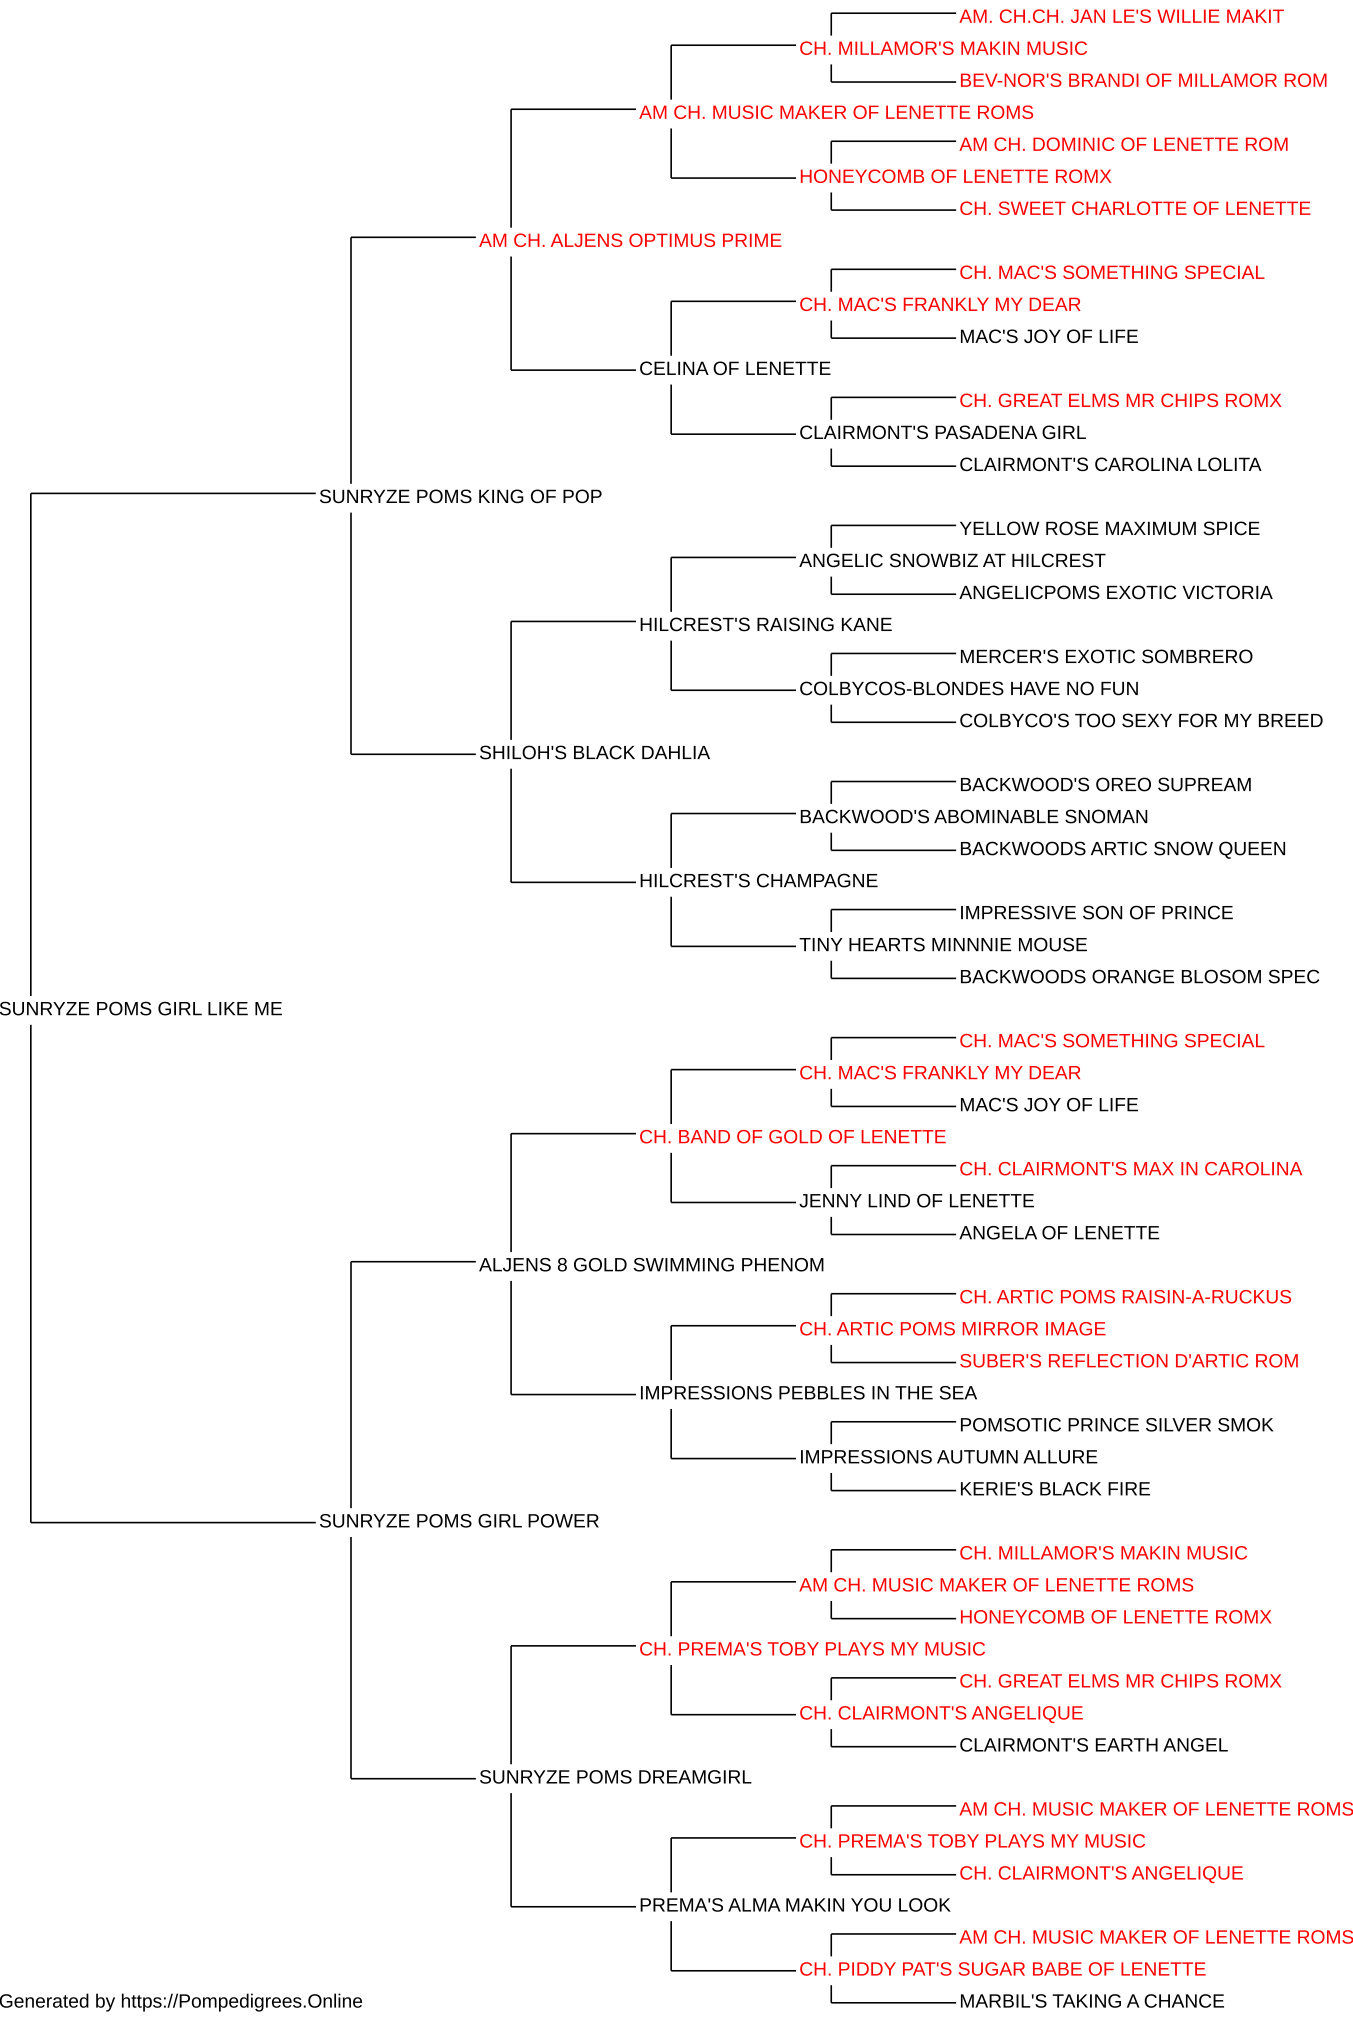 AM. CH.CH. JAN LE'S WILLIE MAKIT
CH. MILLAMOR'S MAKIN MUSIC
BEV-NOR'S BRANDI OF MILLAMOR ROM
AM CH. MUSIC MAKER OF LENETTE ROMS
AM CH. DOMINIC OF LENETTE ROM
HONEYCOMB OF LENETTE ROMX
CH. SWEET CHARLOTTE OF LENETTE
AM CH. ALJENS OPTIMUS PRIME
CH. MAC'S SOMETHING SPECIAL
CH. MAC'S FRANKLY MY DEAR
MAC'S JOY OF LIFE
CELINA OF LENETTE
CH. GREAT ELMS MR CHIPS ROMX
CLAIRMONT'S PASADENA GIRL
CLAIRMONT'S CAROLINA LOLITA
SUNRYZE POMS KING OF POP
YELLOW ROSE MAXIMUM SPICE
ANGELIC SNOWBIZ AT HILCREST
ANGELICPOMS EXOTIC VICTORIA
HILCREST'S RAISING KANE
MERCER'S EXOTIC SOMBRERO
COLBYCOS-BLONDES HAVE NO FUN
COLBYCO'S TOO SEXY FOR MY BREED
SHILOH'S BLACK DAHLIA
BACKWOOD'S OREO SUPREAM
BACKWOOD'S ABOMINABLE SNOMAN
BACKWOODS ARTIC SNOW QUEEN
HILCREST'S CHAMPAGNE
IMPRESSIVE SON OF PRINCE
TINY HEARTS MINNNIE MOUSE
BACKWOODS ORANGE BLOSOM SPEC
SUNRYZE POMS GIRL LIKE ME
CH. MAC'S SOMETHING SPECIAL
CH. MAC'S FRANKLY MY DEAR
MAC'S JOY OF LIFE
CH. BAND OF GOLD OF LENETTE
CH. CLAIRMONT'S MAX IN CAROLINA
JENNY LIND OF LENETTE
ANGELA OF LENETTE
ALJENS 8 GOLD SWIMMING PHENOM
CH. ARTIC POMS RAISIN-A-RUCKUS
CH. ARTIC POMS MIRROR IMAGE
SUBER'S REFLECTION D'ARTIC ROM
IMPRESSIONS PEBBLES IN THE SEA
POMSOTIC PRINCE SILVER SMOK
IMPRESSIONS AUTUMN ALLURE
KERIE'S BLACK FIRE
SUNRYZE POMS GIRL POWER
CH. MILLAMOR'S MAKIN MUSIC
AM CH. MUSIC MAKER OF LENETTE ROMS
HONEYCOMB OF LENETTE ROMX
CH. PREMA'S TOBY PLAYS MY MUSIC
CH. GREAT ELMS MR CHIPS ROMX
CH. CLAIRMONT'S ANGELIQUE
CLAIRMONT'S EARTH ANGEL
SUNRYZE POMS DREAMGIRL
AM CH. MUSIC MAKER OF LENETTE ROMS
CH. PREMA'S TOBY PLAYS MY MUSIC
CH. CLAIRMONT'S ANGELIQUE
PREMA'S ALMA MAKIN YOU LOOK
AM CH. MUSIC MAKER OF LENETTE ROMS
CH. PIDDY PAT'S SUGAR BABE OF LENETTE
MARBIL'S TAKING A CHANCE
Generated by https://Pompedigrees.Online